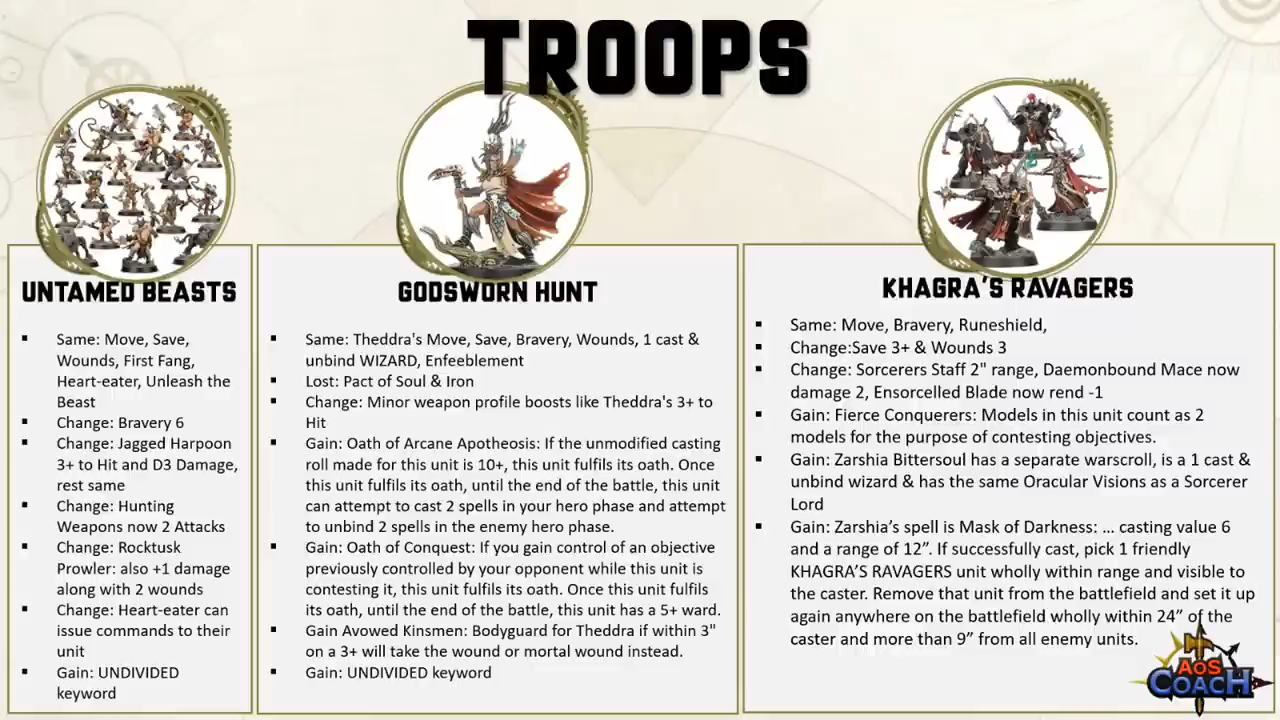 TROOPS
UNTAMED BEASTS
Same: Move, Save,
Wounds, First Fang,
Heart-eater, Unleash the
Beast
Change: Bravery 6
Change: Jagged Harpoon
3+ to Hit and D3 Damage,
rest same
Change: Hunting
Weapons now 2 Attacks
Change: Rocktusk
Prowler: also +1 damage
along with 2 wounds
Change: Heart-eater can
issue commands to their
unit
Gain: UNDIVIDED
keyword
GODSWORN HUNT
Same: Theddra's Move, Save, Bravery, Wounds, 1 cast &
unbind WIZARD, Enfeeblement
Lost: Pact of Soul & Iron
Change: Minor weapon profile boosts like Theddra's 3+ to
Hit
Gain: Oath of Arcane Apotheosis: If the unmodified casting
roll made for this unit is 10+, this unit fulfils its oath. Once
this unit fulfils its oath, until the end of the battle, this unit
can attempt to cast 2 spells in your hero phase and attempt
to unbind 2 spells in the enemy hero phase.
Gain: Oath of Conquest: If you gain control of an objective
previously controlled by your opponent while this unit is
contesting it, this unit fulfils its oath. Once this unit fulfils
its oath, until the end of the battle, this unit has a 5+ ward.
Gain Avowed Kinsmen: Bodyguard for Theddra if within 3"
on a 3+ will take the wound or mortal wound instead.
Gain: UNDIVIDED keyword
KHAGRA'S RAVAGERS
Same: Move, Bravery, Runeshield,
Change:Save 3+ & Wounds 3
Change: Sorcerers Staff 2" range, Daemonbound Mace now
damage 2, Ensorcelled Blade now rend -1
Gain: Fierce Conquerers: Models in this unit count as 2
models for the purpose of contesting objectives.
Gain: Zarshia Bittersoul has a separate warscroll, is a 1 cast &
unbind wizard & has the same Oracular Visions as a Sorcerer
Lord
Gain: Zarshia’s spell is Mask of Darkness: … casting value 6
and a range of 12”. If successfully cast, pick 1 friendly
KHAGRA’S RAVAGERS unit wholly within range and visible to
the caster. Remove that unit from the battlefield and set it up
again anywhere on the battlefield wholly within 24” of the
caster and more than 9” from all enemy units.
AoS
COACH